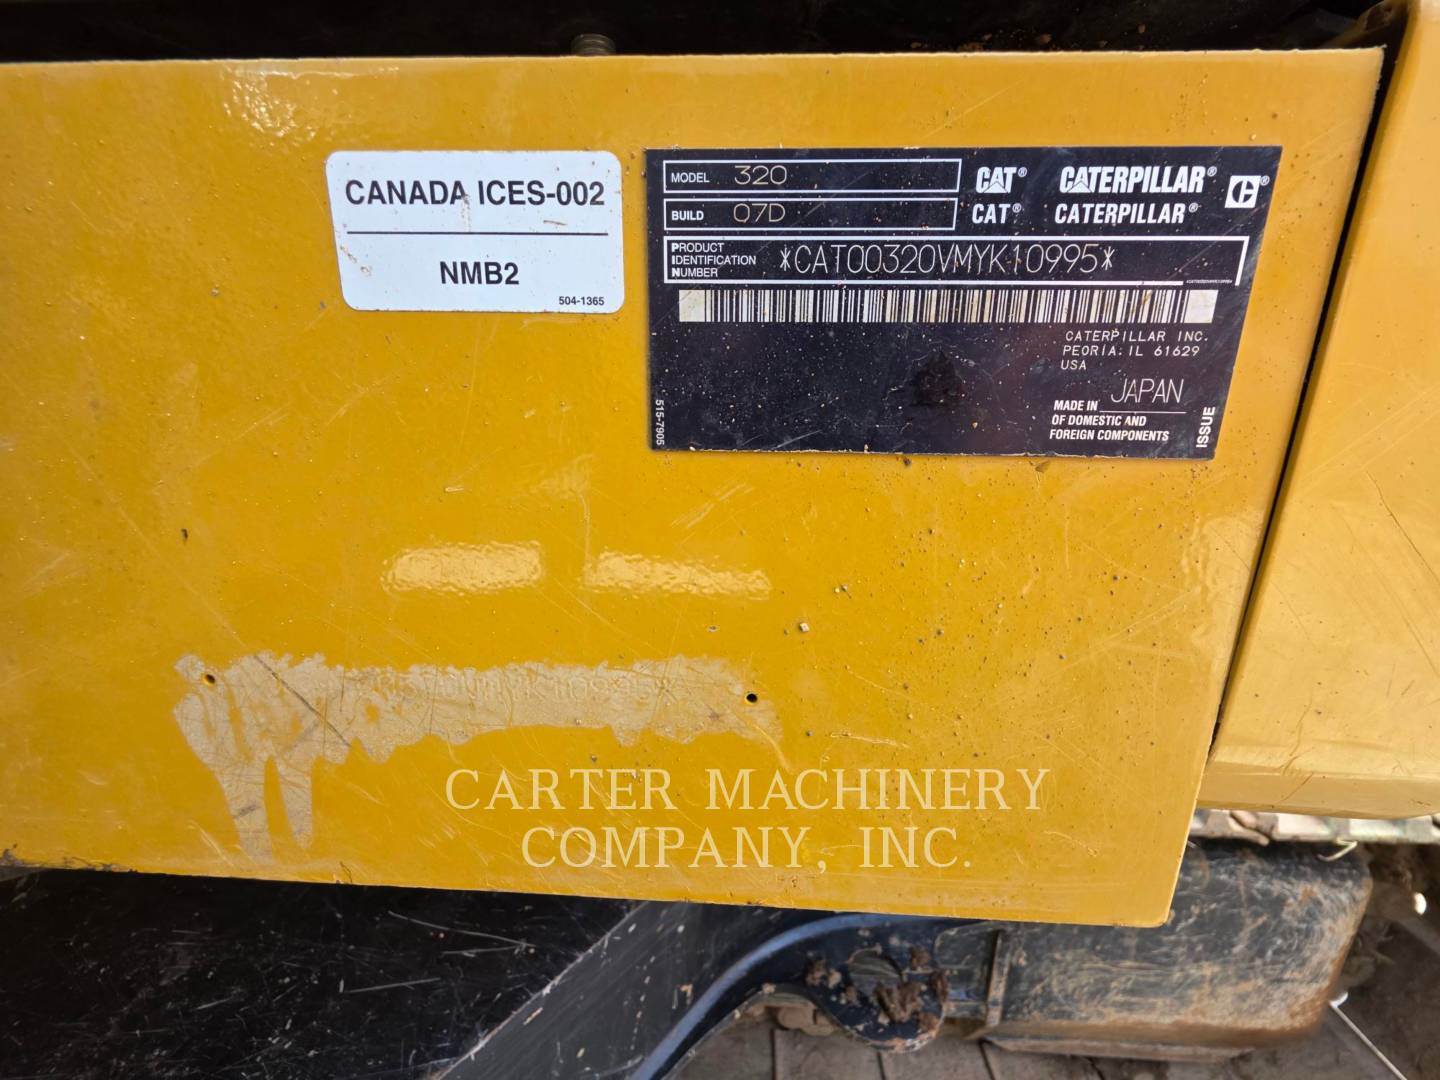 CANADA ICES-002
NMB2
504-1365
MODEL 320
BUILD 07D
CAT® CATERPILLAR®
CAT® CATERPILLAR®
PRODUCT
IDENTIFICATION
NUMBER
*CAT00320VMYK10995*
CATERPILLAR INC.
PEORIA, IL 61629
USA
MADE IN JAPAN
OF DOMESTIC AND
FOREIGN COMPONENTS
515-7905
ISSUE
320VMYK10995*
CARTER MACHINERY
COMPANY, INC.